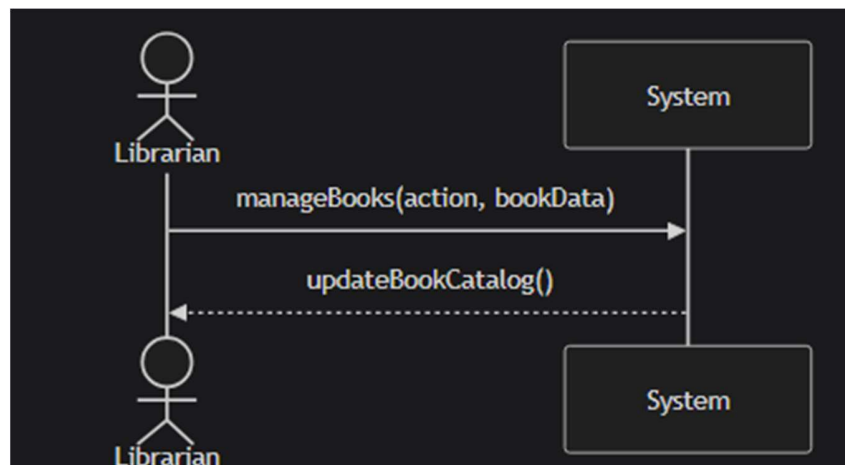 System
Librarian
manageBooks(action, bookData)
updateBookCatalog()
System
Librarian